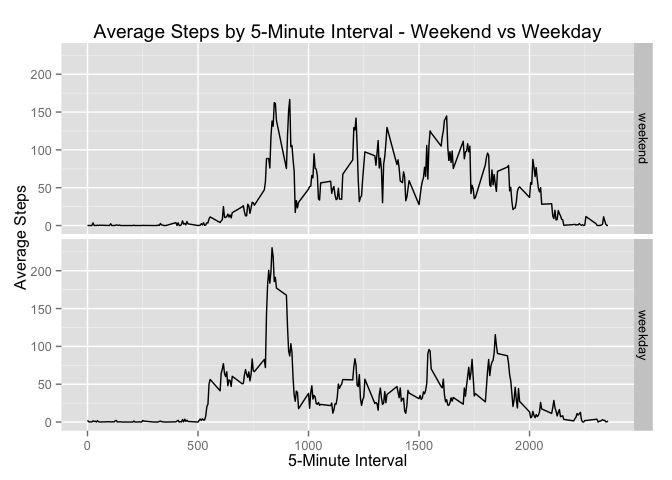 Average Steps by 5-Minute Interval - Weekend vs Weekday
Average Steps
200
150
100
50
0
weekend
200
150
100
50
0
weekday
0 500 1000 1500 2000
5-Minute Interval